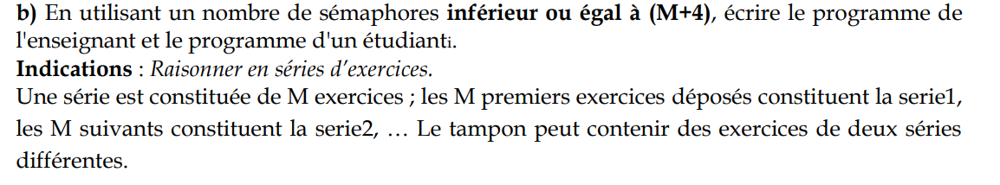 b) En utilisant un nombre de sémaphores inférieur ou égal à (M+4), écrire le programme de
l'enseignant et le programme d'un étudianti.
Indications : Raisonner en séries d’exercices.
Une série est constituée de M exercices ; les M premiers exercices déposés constituent la serie1,
les M suivants constituent la serie2, … Le tampon peut contenir des exercices de deux séries
différentes.